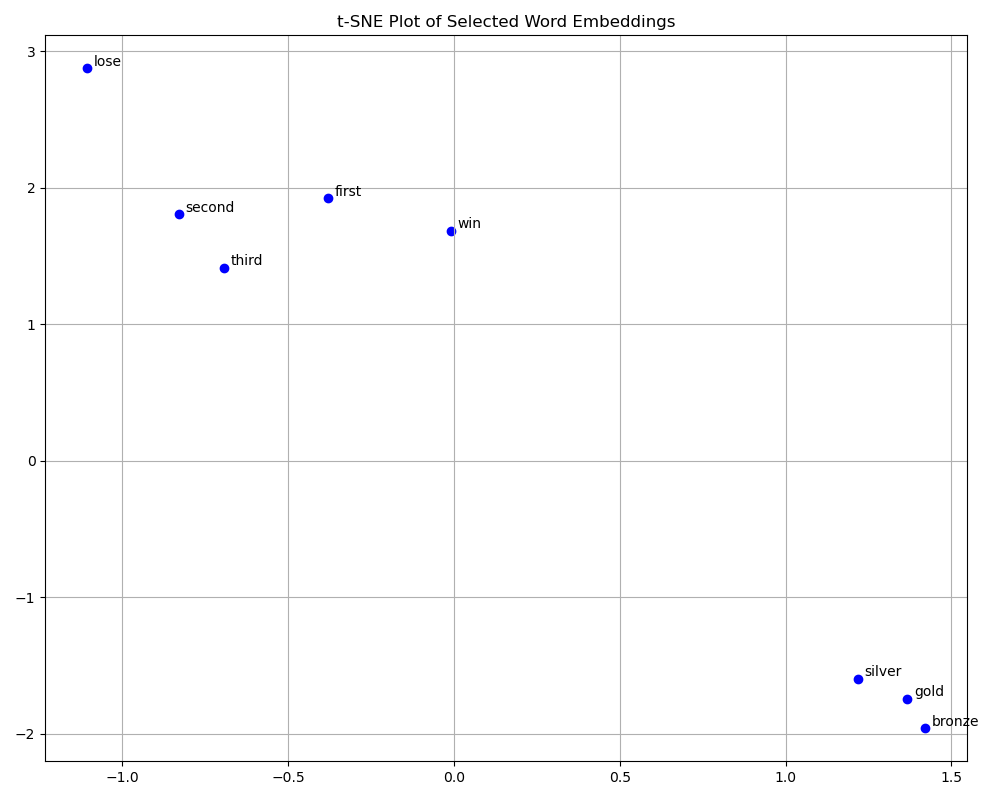 t-SNE Plot of Selected Word Embeddings
3
lose
2
first
second
win
third
1
0
−1
silver
gold
bronze
−2
−1.0 −0.5 0.0 0.5 1.0 1.5